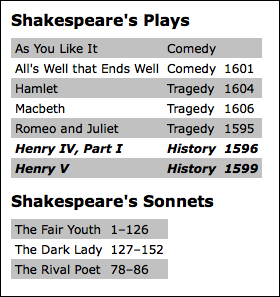 Shakespeare's Plays
As You Like It Comedy
All's Well that Ends Well Comedy 1601
Hamlet Tragedy 1604
Macbeth Tragedy 1606
Romeo and Juliet Tragedy 1595
Henry IV, Part I History 1596
Henry V History 1599
Shakespeare's Sonnets
The Fair Youth 1–126
The Dark Lady 127–152
The Rival Poet 78–86